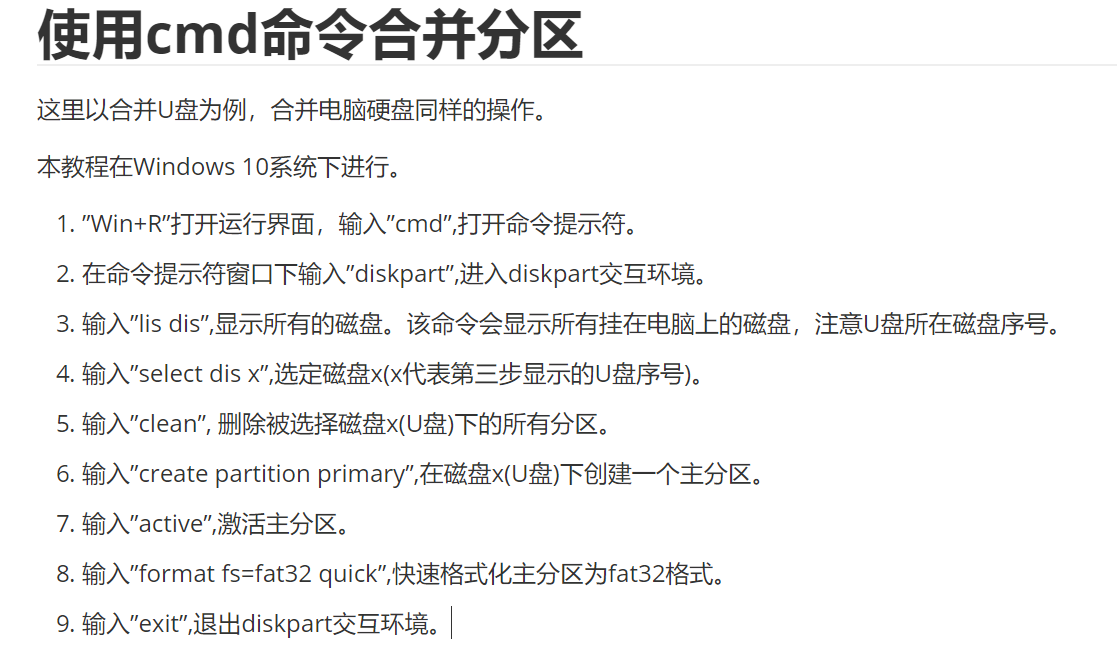 使用cmd命令合并分区
这里以合并U盘为例，合并电脑硬盘同样的操作。
本教程在Windows 10系统下进行。
1. ”Win+R”打开运行界面，输入”cmd”,打开命令提示符。
2. 在命令提示符窗口下输入”diskpart”,进入diskpart交互环境。
3. 输入”lis dis”,显示所有的磁盘。该命令会显示所有挂在电脑上的磁盘，注意U盘所在磁盘序号。
4. 输入”select dis x”,选定磁盘x(x代表第三步显示的U盘序号)。
5. 输入”clean”, 删除被选择磁盘x(U盘)下的所有分区。
6. 输入”create partition primary”,在磁盘x(U盘)下创建一个主分区。
7. 输入”active”,激活主分区。
8. 输入”format fs=fat32 quick”,快速格式化主分区为fat32格式。
9. 输入”exit”,退出diskpart交互环境。